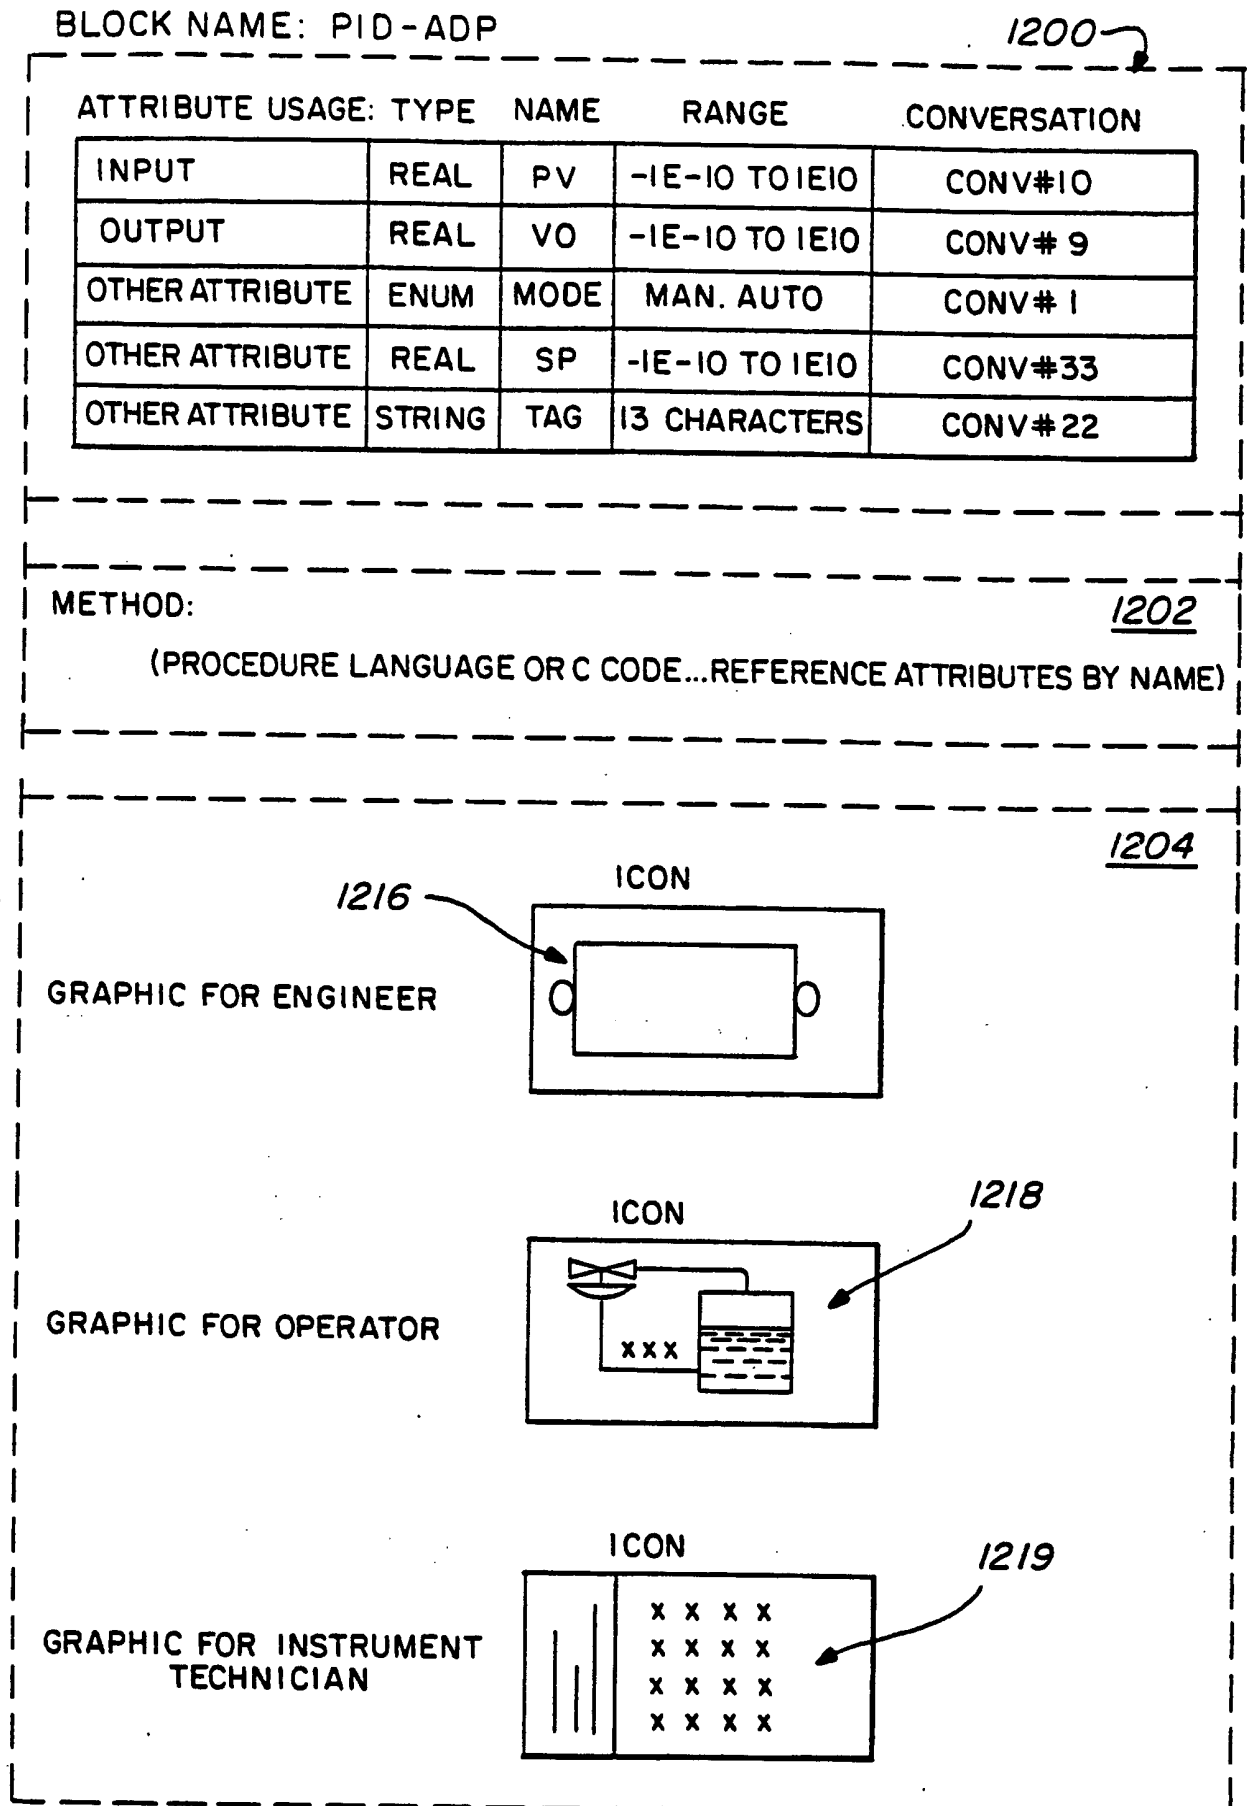 BLOCK NAME: PID-ADP
1200
ATTRIBUTE USAGE: TYPE NAME RANGE CONVERSATION
INPUT REAL PV -1E-10 TO 1E10 CONV#10
OUTPUT REAL VO -1E-10 TO 1E10 CONV# 9
OTHER ATTRIBUTE ENUM MODE MAN. AUTO CONV# 1
OTHER ATTRIBUTE REAL SP -1E-10 TO 1E10 CONV#33
OTHER ATTRIBUTE STRING TAG 13 CHARACTERS CONV#22
METHOD:
1202
(PROCEDURE LANGUAGE OR C CODE...REFERENCE ATTRIBUTES BY NAME)
1204
ICON
1216
GRAPHIC FOR ENGINEER
ICON
1218
GRAPHIC FOR OPERATOR
X X X
ICON
1219
GRAPHIC FOR INSTRUMENT
TECHNICIAN
X X X X
X X X X
X X X X
X X X X